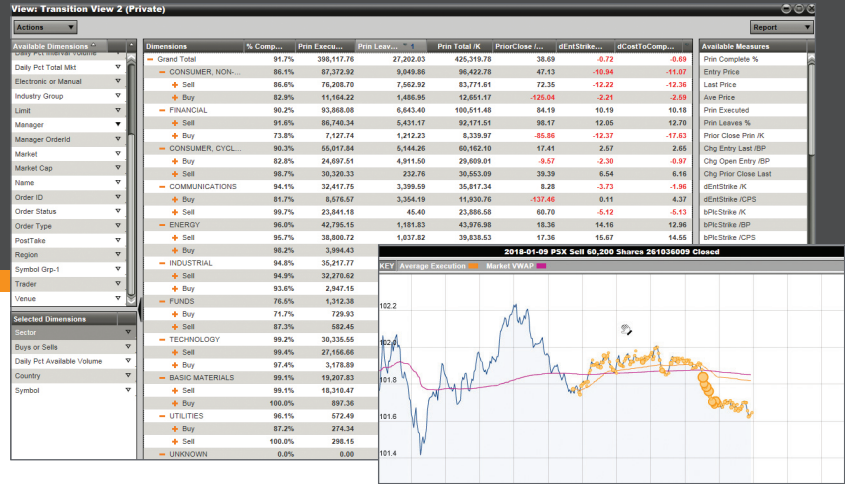 View: Transition View 2 (Private)
Actions
Report
Available Dimensions
Daily Pct Interval Volume
Daily Pct Total Mkt
Electronic or Manual
Industry Group
Limit
Manager
Manager OrderId
Market
Market Cap
Name
Order ID
Order Status
Order Type
PostTake
Region
Symbol Grp-1
Trader
Venue
Selected Dimensions
Sector
Buys or Sells
Daily Pct Available Volume
Country
Symbol
Dimensions % Comp... Prin Execu... Prin Leav... Prin Total /K PriorClose /... dEntStrike... dCostToComp...
Grand Total 91.7% 398,117.76 27,202.03 425,319.78 38.69 -0.72 -0.69
CONSUMER, NON-... 86.1% 87,372.92 9,049.86 96,422.78 47.13 -10.94 -11.07
Sell 86.6% 76,208.70 7,562.92 83,771.61 72.35 -12.22 -12.36
Buy 82.9% 11,164.22 1,486.95 12,651.17 -125.04 -2.21 -2.59
FINANCIAL 90.2% 93,868.08 6,643.40 100,511.48 84.19 10.19 10.18
Sell 91.6% 86,740.34 5,431.17 92,171.51 98.17 12.05 12.70
Buy 73.8% 7,127.74 1,212.23 8,339.97 -85.86 -12.37 -17.63
CONSUMER, CYCL... 90.3% 55,017.84 5,144.26 60,162.10 17.41 2.57 2.65
Buy 82.8% 24,697.51 4,911.50 29,609.01 -9.57 -2.30 -0.97
Sell 98.7% 30,320.33 232.76 30,553.09 39.39 6.54 6.16
COMMUNICATIONS 94.1% 32,417.75 3,399.59 35,817.34 8.28 -3.73 -1.96
Buy 81.7% 8,576.57 3,354.19 11,930.76 -137.46 0.11 4.37
Sell 99.7% 23,841.18 45.40 23,886.58 60.70 -5.12 -5.13
ENERGY 96.0% 42,795.15 1,181.83 43,976.98 18.36 14.16 12.96
Sell 95.7% 38,800.72 1,037.82 39,838.53 17.36 15.67 14.55
Buy 98.2% 3,994.43
INDUSTRIAL 94.8% 35,217.77
Sell 94.9% 32,270.62
Buy 93.6% 2,947.15
FUNDS 76.5% 1,312.38
Buy 71.7% 729.93
Sell 87.3% 582.45
TECHNOLOGY 99.2% 30,335.55
Sell 99.4% 27,156.66
Buy 97.4% 3,178.89
BASIC MATERIALS 99.1% 19,207.83
Sell 99.1% 18,310.47
Buy 100.0% 897.36
UTILITIES 96.1% 572.49
Buy 87.2% 274.34
Sell 100.0% 298.15
UNKNOWN 0.0% 0.00
Available Measures
Prin Complete %
Entry Price
Last Price
Ave Price
Prin Executed
Prin Leaves %
Prior Close Prin /K
Chg Entry Last /BP
Chg Open Entry /BP
Chg Prior Close Last
dEntStrike /K
dEntStrike /CPS
bPlcStrike /K
bPlcStrike /BP
bPlcStrike /CPS
2018-01-09 PSX Sell 60,200 Shares 261036009 Closed
KEY Average Execution Market VWAP
102.2
102.0
101.8
101.6
101.4